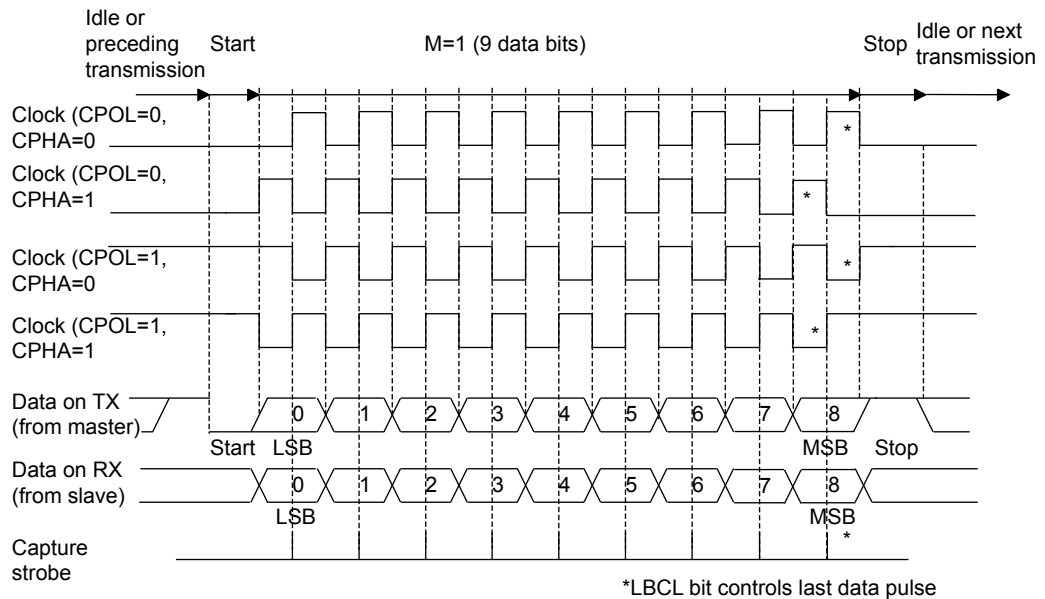 Idle or
preceding
transmission
Start
M=1 (9 data bits)
Stop
Idle or next
transmission
Clock (CPOL=0,
CPHA=0
*
Clock (CPOL=0,
CPHA=1
*
Clock (CPOL=1,
CPHA=0
*
Clock (CPOL=1,
CPHA=1
*
Data on TX
(from master)
0 1 2 3 4 5 6 7 8
Start LSB MSB Stop
Data on RX
(from slave)
0 1 2 3 4 5 6 7 8
LSB MSB
*
Capture
strobe
*LBCL bit controls last data pulse